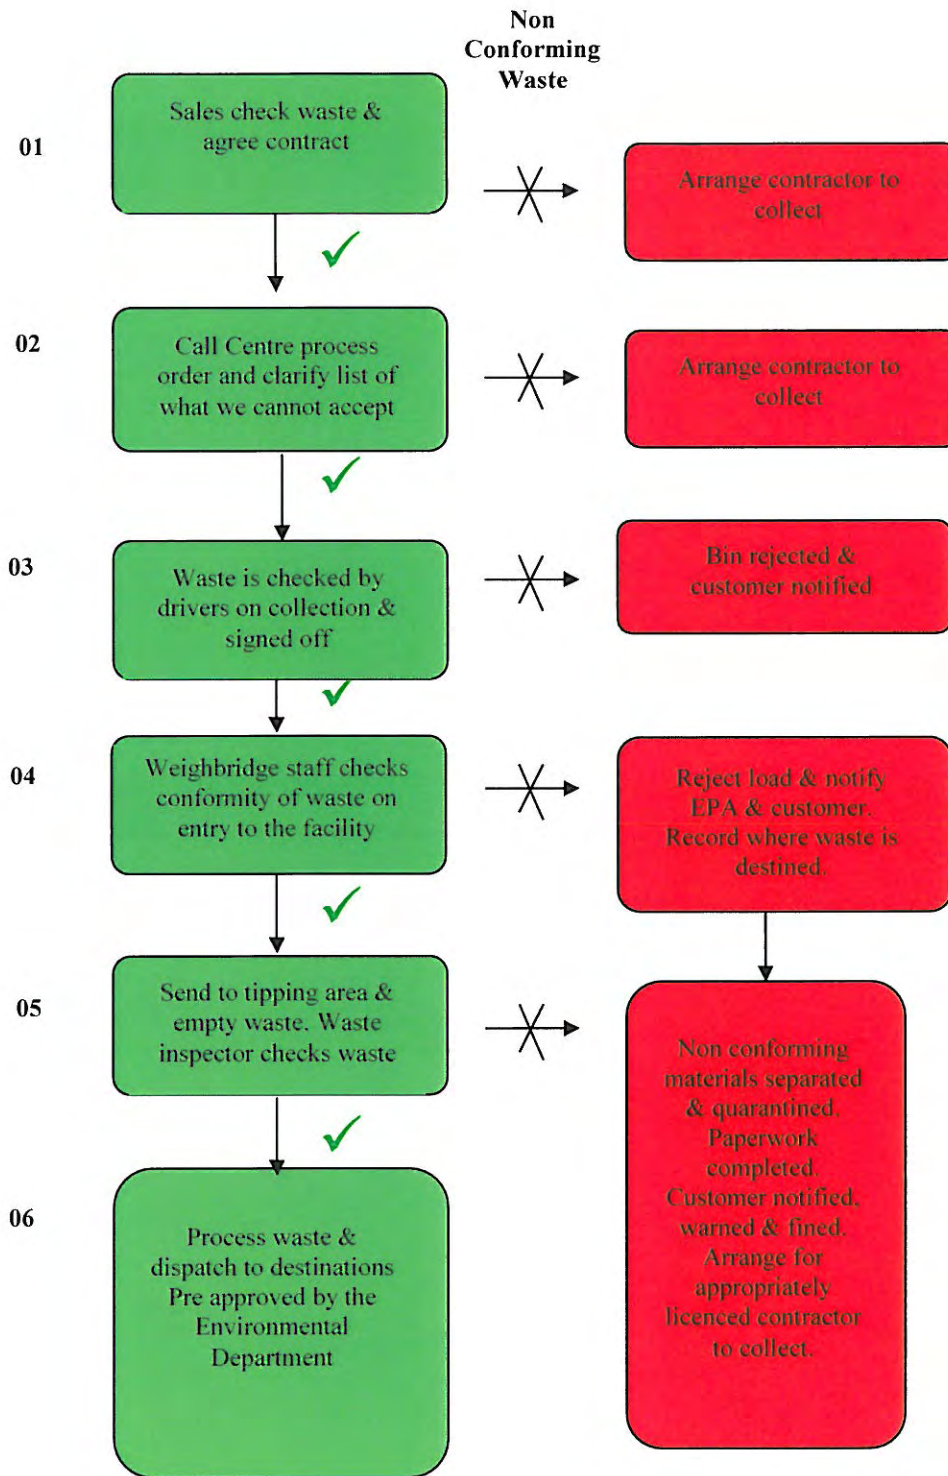 Non
Conforming
Waste
01
Sales check waste &
agree contract
Arrange contractor to
collect
02
Call Centre process
order and clarify list of
what we cannot accept
Arrange contractor to
collect
03
Waste is checked by
drivers on collection &
signed off
Bin rejected &
customer notified
04
Weighbridge staff checks
conformity of waste on
entry to the facility
Reject load & notify
EPA & customer.
Record where waste is
destined.
05
Send to tipping area &
empty waste. Waste
inspector checks waste
Non conforming
materials separated
& quarantined.
Paperwork
completed.
Customer notified,
warned & fined.
Arrange for
appropriately
licenced contractor
to collect.
06
Process waste &
dispatch to destinations
Pre approved by the
Environmental
Department